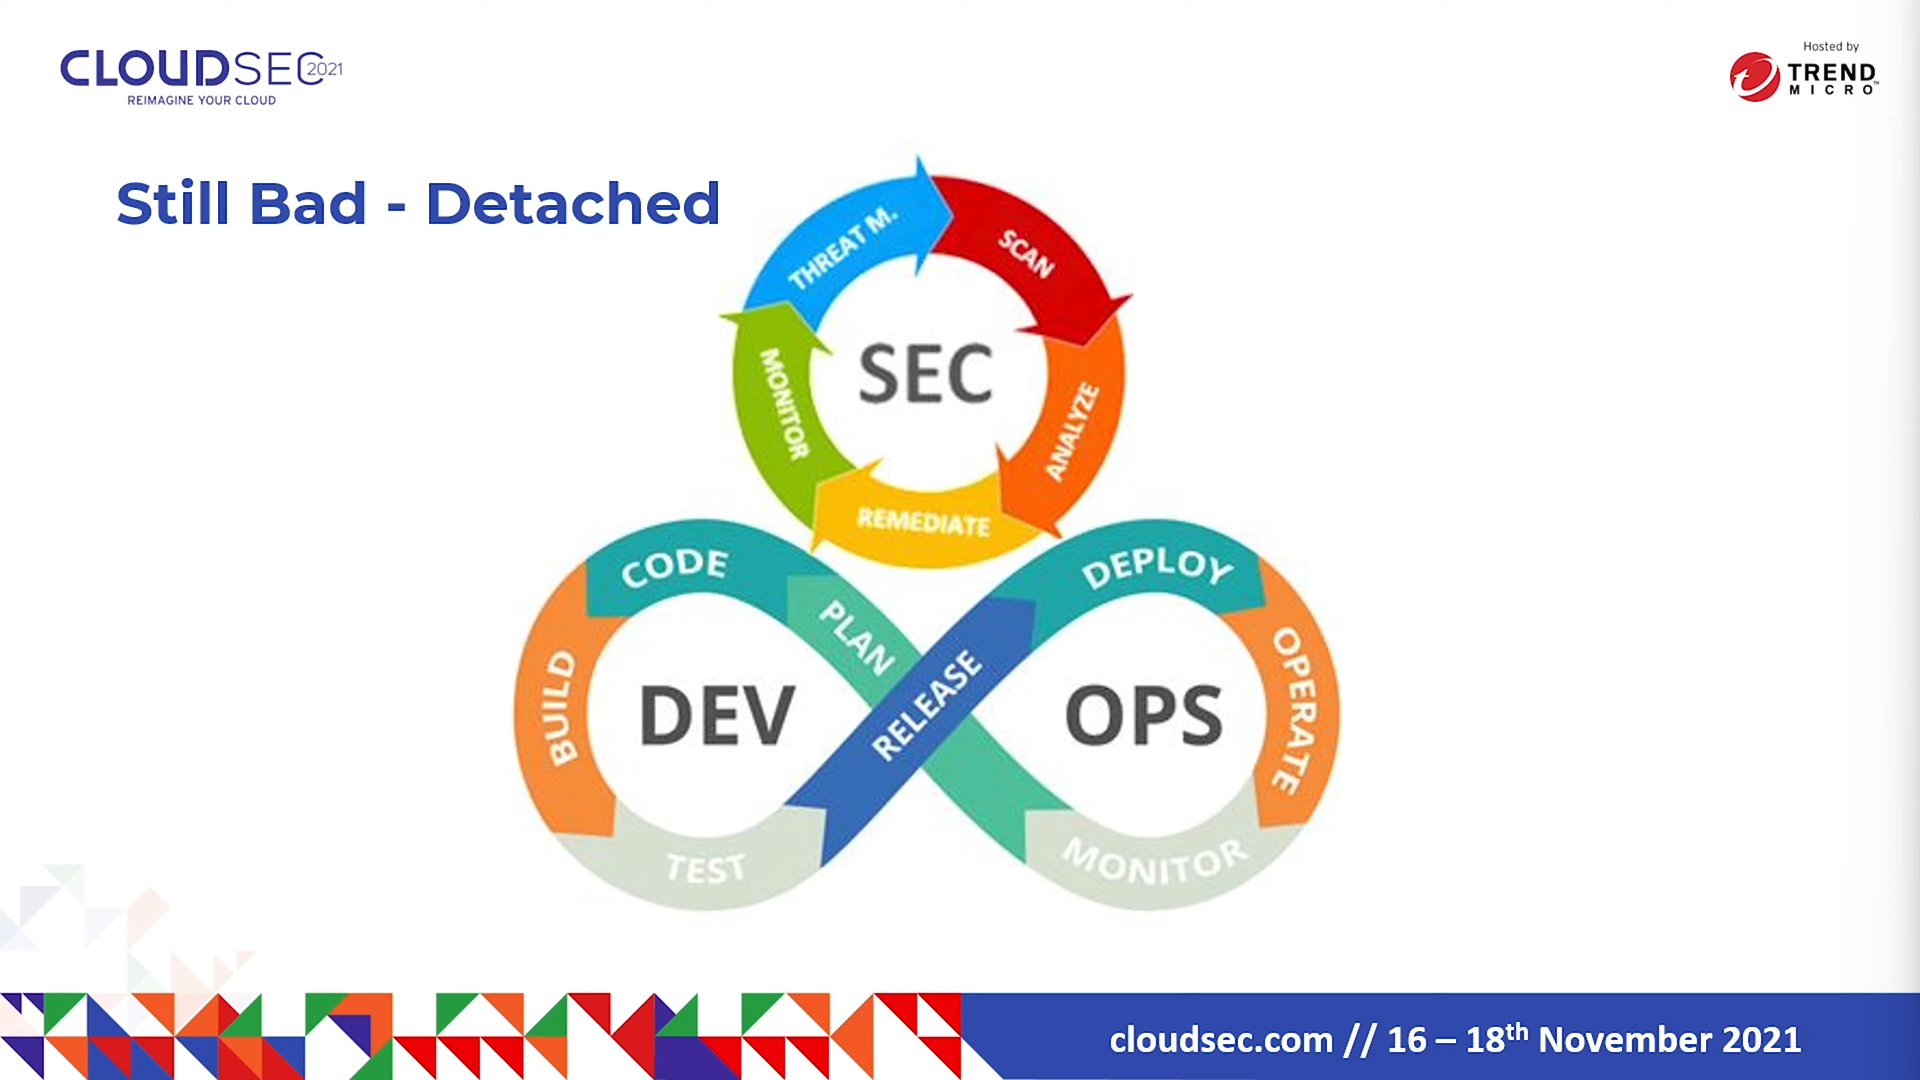 CLOUDSEC2021
REIMAGINE YOUR CLOUD
Hosted by
TREND
MICRO™
Still Bad - Detached
THREAT M.
SCAN
ANALYZE
REMEDIATE
MONITOR
SEC
CODE
PLAN
BUILD
TEST
RELEASE
DEV
DEPLOY
OPERATE
MONITOR
OPS
cloudsec.com // 16 – 18th November 2021